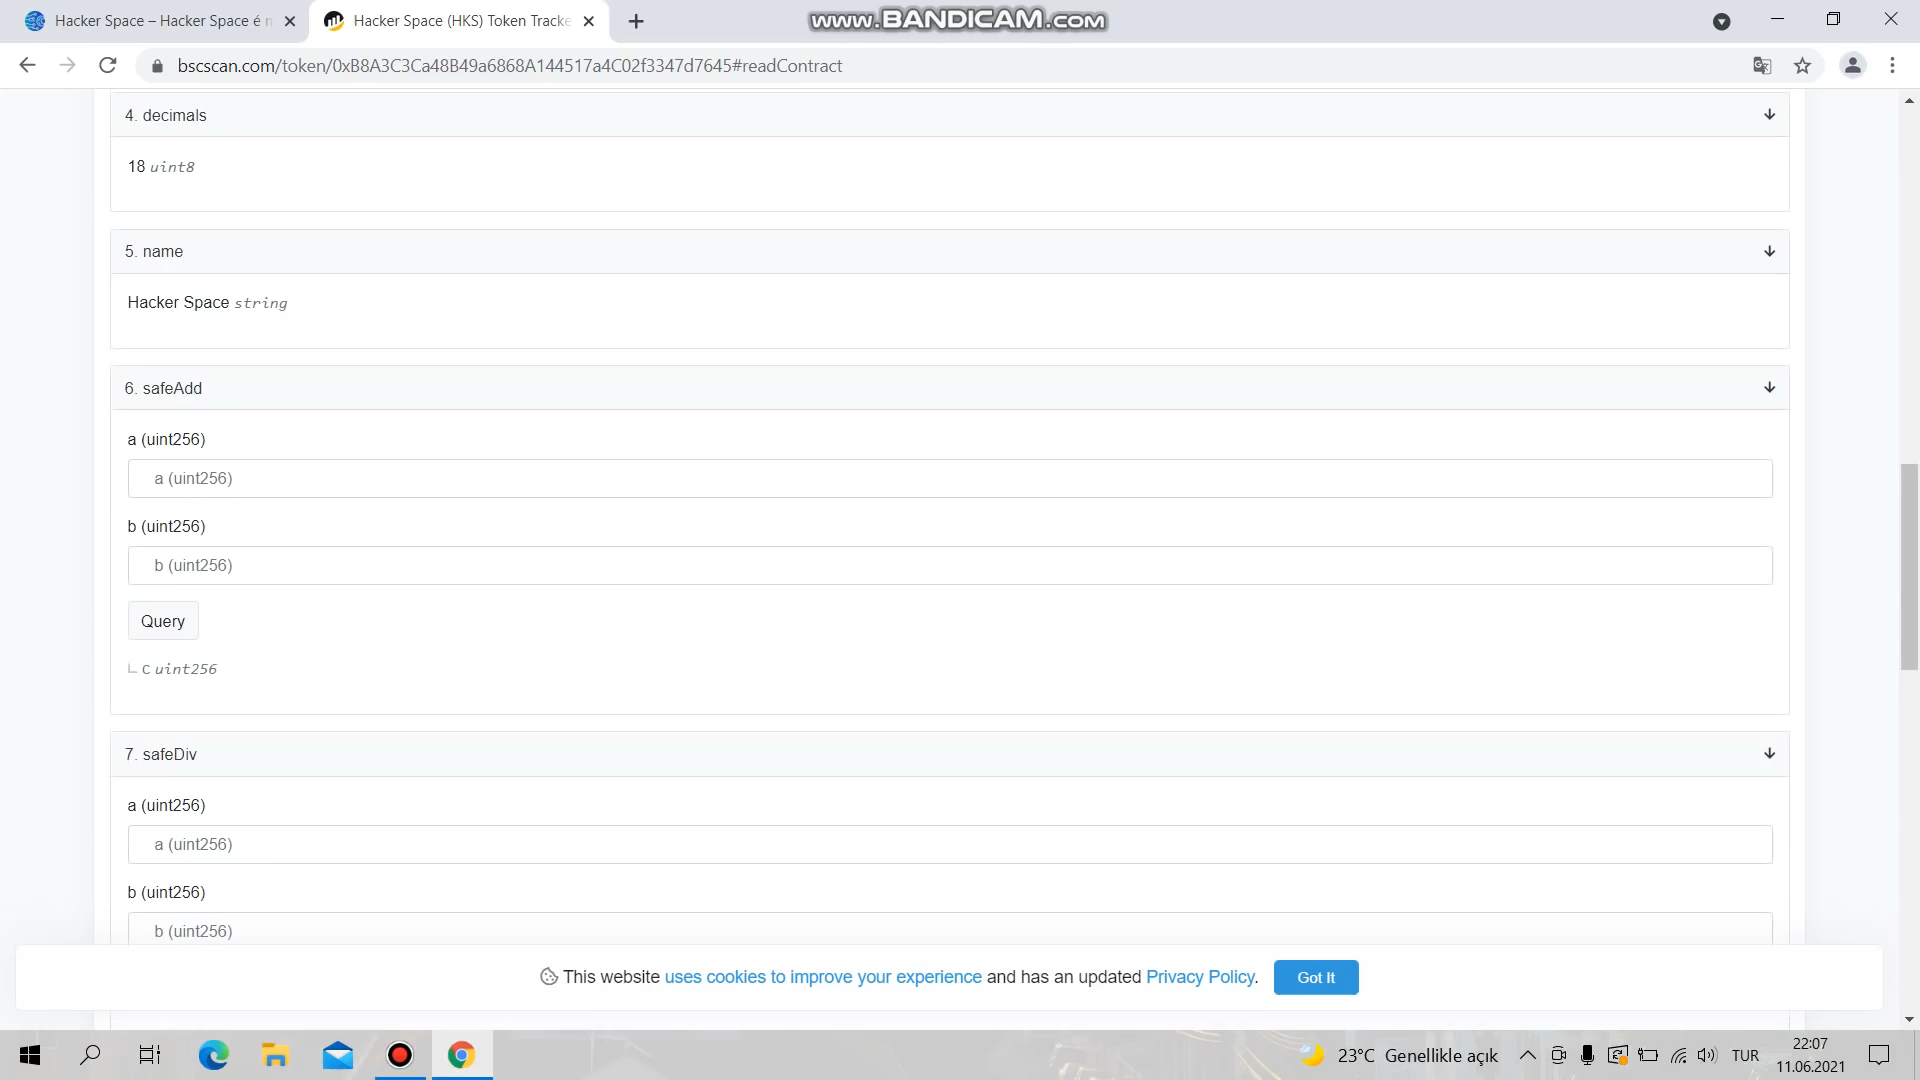 Hacker Space – Hacker Space é
Hacker Space (HKS) Token Tracke
www.BANDICAM.com
bscscan.com/token/0xB8A3C3Ca48B49a6868A144517a4C02f3347d7645#readContract
4. decimals
18 uint8
5. name
Hacker Space string
6. safeAdd
a (uint256)
a (uint256)
b (uint256)
b (uint256)
Query
c uint256
7. safeDiv
a (uint256)
a (uint256)
b (uint256)
b (uint256)
This website uses cookies to improve your experience and has an updated Privacy Policy. Got It
23°C Genellikle açık TUR 22:07
11.06.2021